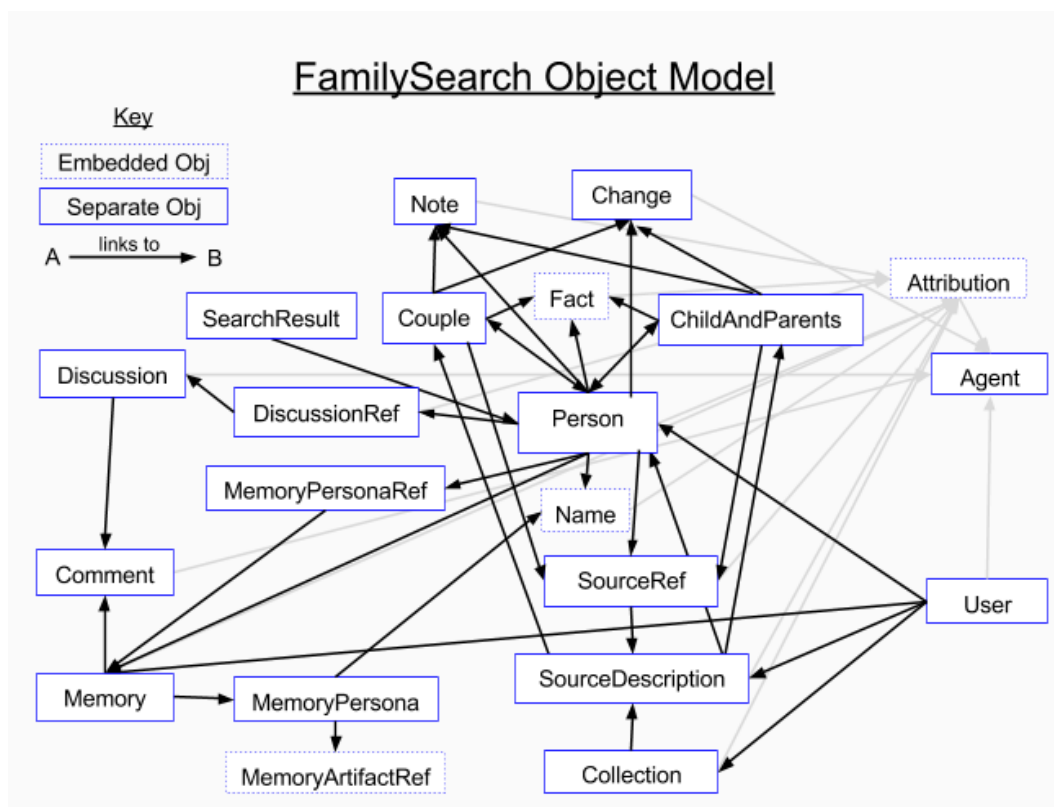 FamilySearch Object Model
Key
Embedded Obj
Separate Obj
A links to B
Note
Change
Attribution
Fact
SearchResult
Couple
ChildAndParents
Discussion
Agent
DiscussionRef
Person
MemoryPersonaRef
Name
Comment
SourceRef
User
Memory
MemoryPersona
SourceDescription
MemoryArtifactRef
Collection